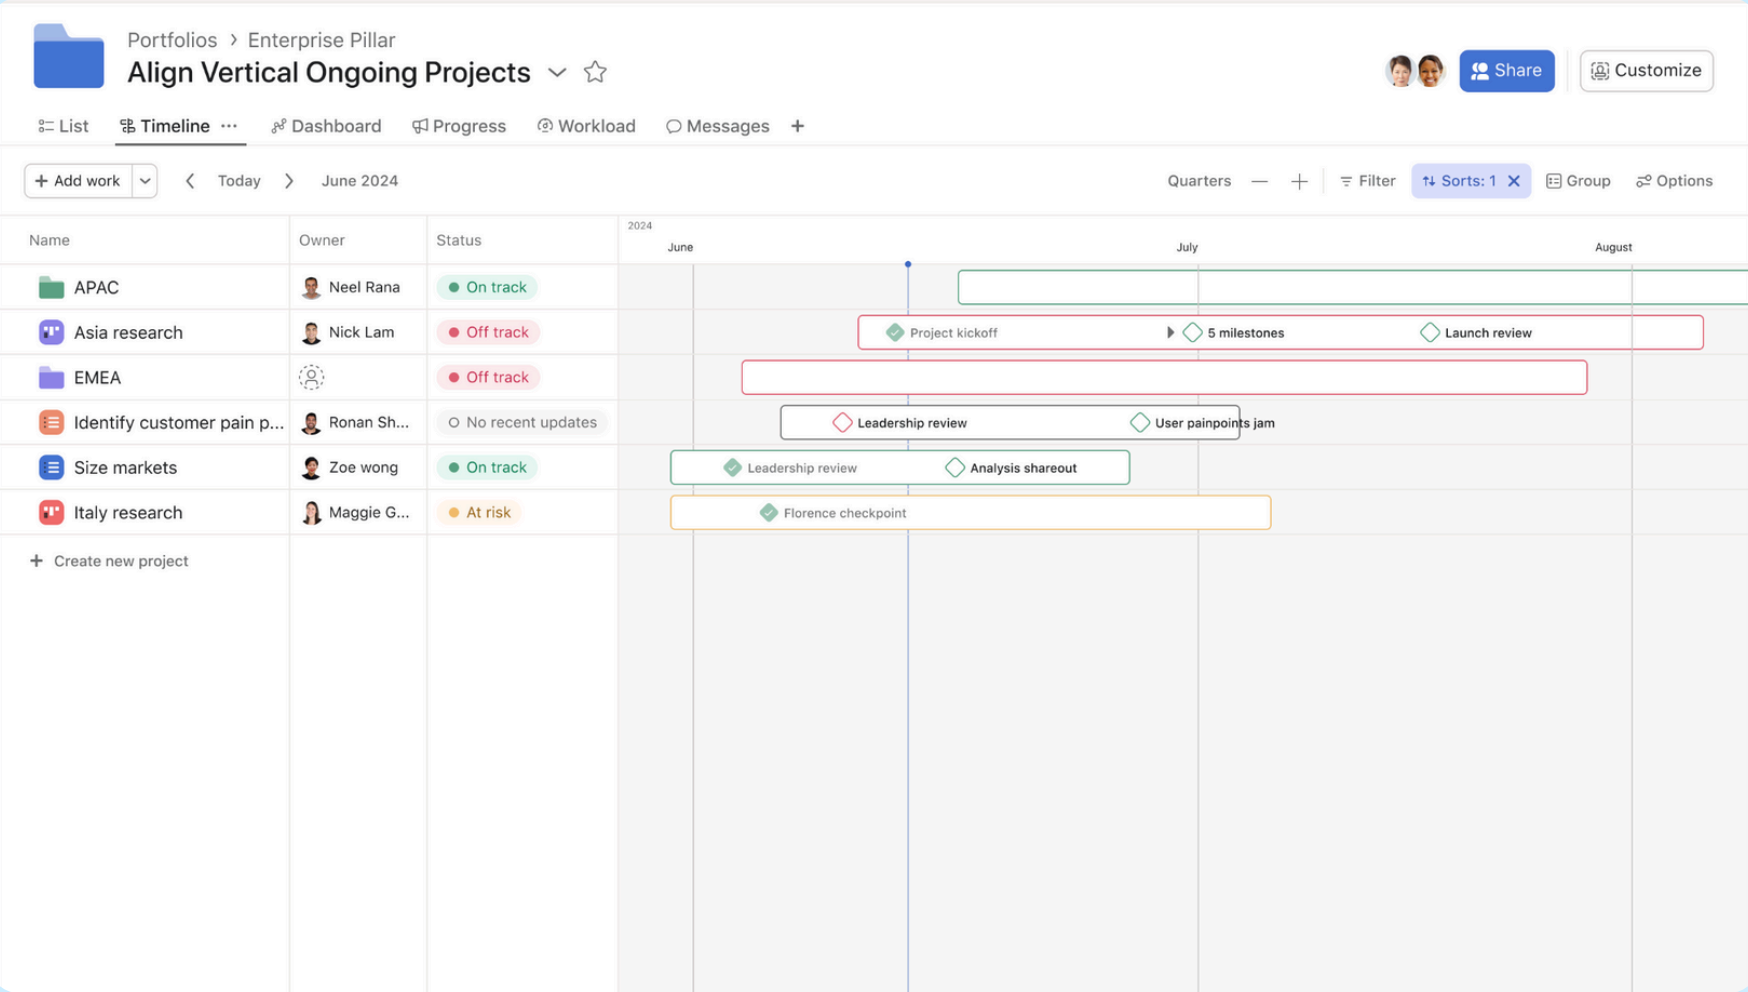 Portfolios > Enterprise Pillar
Align Vertical Ongoing Projects
Share
Customize
List
Timeline ...
Dashboard
Progress
Workload
Messages
+
+ Add work
< Today > June 2024
Quarters — +
Filter
Sorts: 1 ×
Group
Options
Name Owner Status
2024
June July August
APAC Neel Rana On track
Asia research Nick Lam Off track Project kickoff 5 milestones Launch review
EMEA Off track
Identify customer pain p... Ronan Sh... No recent updates Leadership review User painpoints jam
Size markets Zoe wong On track Leadership review Analysis shareout
Italy research Maggie G... At risk Florence checkpoint
+ Create new project